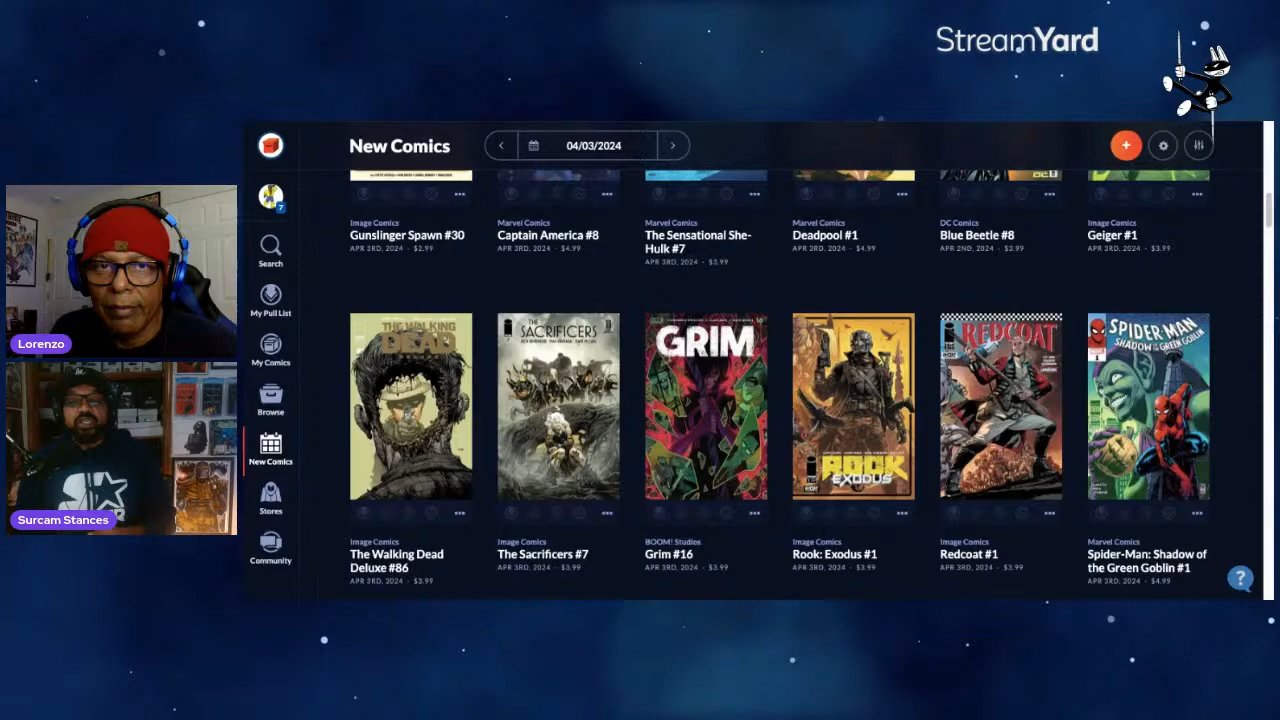 StreamYard
New Comics
04/03/2024
7
Search
My Pull List
My Comics
Browse
New Comics
Stores
Community
Image Comics
Gunslinger Spawn #30
APR 3RD, 2024 · $2.99
Marvel Comics
Captain America #8
APR 3RD, 2024 · $4.99
Marvel Comics
The Sensational She-
Hulk #7
APR 3RD, 2024 · $3.99
Marvel Comics
Deadpool #1
APR 3RD, 2024 · $4.99
DC Comics
Blue Beetle #8
APR 2ND, 2024 · $3.99
Image Comics
Geiger #1
APR 3RD, 2024 · $3.99
THE WALKING
DEAD
THE
SACRIFICERS
GRIM
ROOK
EXODUS
REDCOAT
SPIDER-MAN
SHADOW OF THE GREEN GOBLIN
Image Comics
The Walking Dead
Deluxe #86
APR 3RD, 2024 · $3.99
Image Comics
The Sacrificers #7
APR 3RD, 2024 · $3.99
BOOM! Studios
Grim #16
APR 3RD, 2024 · $3.99
Image Comics
Rook: Exodus #1
APR 3RD, 2024 · $3.99
Image Comics
Redcoat #1
APR 3RD, 2024 · $3.99
Marvel Comics
Spider-Man: Shadow of
the Green Goblin #1
APR 3RD, 2024 · $4.99
?
Lorenzo
Surcam Stances